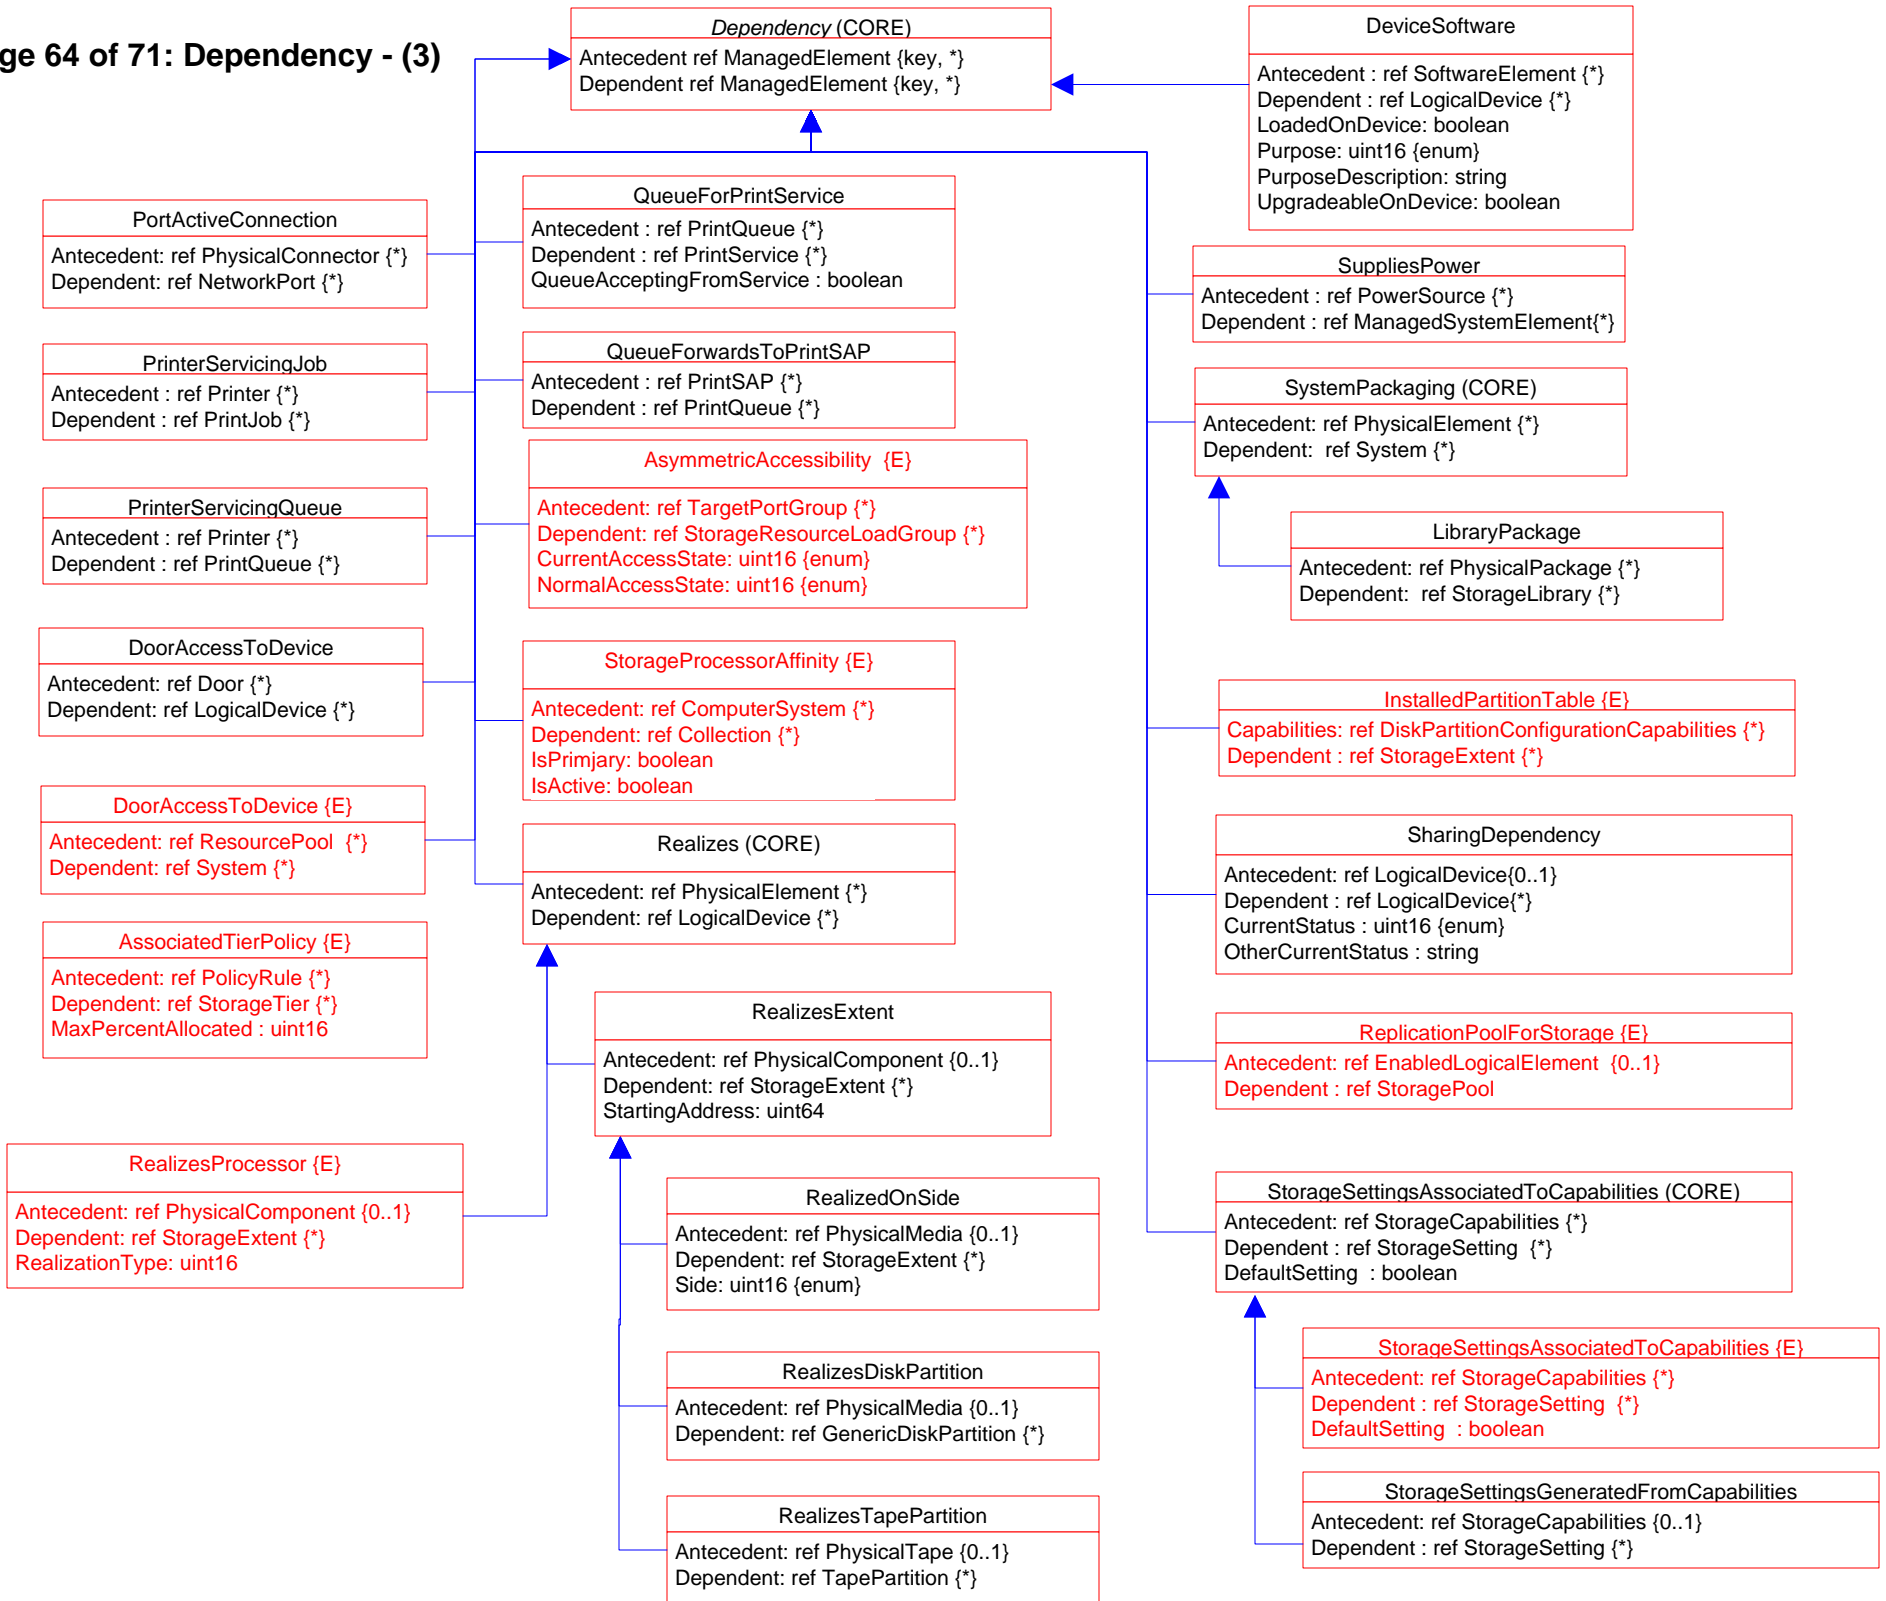 ge 64 of 71: Dependency - (3)
Dependency (CORE)
Antecedent ref ManagedElement {key, *}
Dependent ref ManagedElement {key, *}
DeviceSoftware
Antecedent : ref SoftwareElement {*}
Dependent : ref LogicalDevice {*}
LoadedOnDevice: boolean
Purpose: uint16 {enum}
PurposeDescription: string
UpgradeableOnDevice: boolean
PortActiveConnection
Antecedent: ref PhysicalConnector {*}
Dependent: ref NetworkPort {*}
QueueForPrintService
Antecedent : ref PrintQueue {*}
Dependent : ref PrintService {*}
QueueAcceptingFromService : boolean
SuppliesPower
Antecedent : ref PowerSource {*}
Dependent : ref ManagedSystemElement{*}
PrinterServicingJob
Antecedent : ref Printer {*}
Dependent : ref PrintJob {*}
QueueForwardsToPrintSAP
Antecedent : ref PrintSAP {*}
Dependent : ref PrintQueue {*}
SystemPackaging (CORE)
Antecedent: ref PhysicalElement {*}
Dependent:  ref System {*}
PrinterServicingQueue
Antecedent : ref Printer {*}
Dependent : ref PrintQueue {*}
AsymmetricAccessibility  {E}
Antecedent: ref TargetPortGroup {*}
Dependent: ref StorageResourceLoadGroup {*}
CurrentAccessState: uint16 {enum}
NormalAccessState: uint16 {enum}
LibraryPackage
Antecedent: ref PhysicalPackage {*}
Dependent:  ref StorageLibrary {*}
DoorAccessToDevice
Antecedent: ref Door {*}
Dependent: ref LogicalDevice {*}
StorageProcessorAffinity {E}
Antecedent: ref ComputerSystem {*}
Dependent: ref Collection {*}
IsPrimjary: boolean
IsActive: boolean
InstalledPartitionTable {E}
Capabilities: ref DiskPartitionConfigurationCapabilities {*}
Dependent : ref StorageExtent {*}
DoorAccessToDevice {E}
Antecedent: ref ResourcePool  {*}
Dependent: ref System {*}
Realizes (CORE)
Antecedent: ref PhysicalElement {*}
Dependent: ref LogicalDevice {*}
SharingDependency
Antecedent: ref LogicalDevice{0..1}
Dependent : ref LogicalDevice{*}
CurrentStatus : uint16 {enum}
OtherCurrentStatus : string
AssociatedTierPolicy {E}
Antecedent: ref PolicyRule {*}
Dependent: ref StorageTier {*}
MaxPercentAllocated : uint16
RealizesExtent
Antecedent: ref PhysicalComponent {0..1}
Dependent: ref StorageExtent {*}
StartingAddress: uint64
ReplicationPoolForStorage {E}
Antecedent: ref EnabledLogicalElement  {0..1}
Dependent : ref StoragePool
RealizesProcessor {E}
Antecedent: ref PhysicalComponent {0..1}
Dependent: ref StorageExtent {*}
RealizationType: uint16
RealizedOnSide
Antecedent: ref PhysicalMedia {0..1}
Dependent: ref StorageExtent {*}
Side: uint16 {enum}
StorageSettingsAssociatedToCapabilities (CORE)
Antecedent: ref StorageCapabilities {*}
Dependent : ref StorageSetting  {*}
DefaultSetting  : boolean
RealizesDiskPartition
Antecedent: ref PhysicalMedia {0..1}
Dependent: ref GenericDiskPartition {*}
StorageSettingsAssociatedToCapabilities {E}
Antecedent: ref StorageCapabilities {*}
Dependent : ref StorageSetting  {*}
DefaultSetting  : boolean
RealizesTapePartition
Antecedent: ref PhysicalTape {0..1}
Dependent: ref TapePartition {*}
StorageSettingsGeneratedFromCapabilities
Antecedent: ref StorageCapabilities {0..1}
Dependent : ref StorageSetting {*}